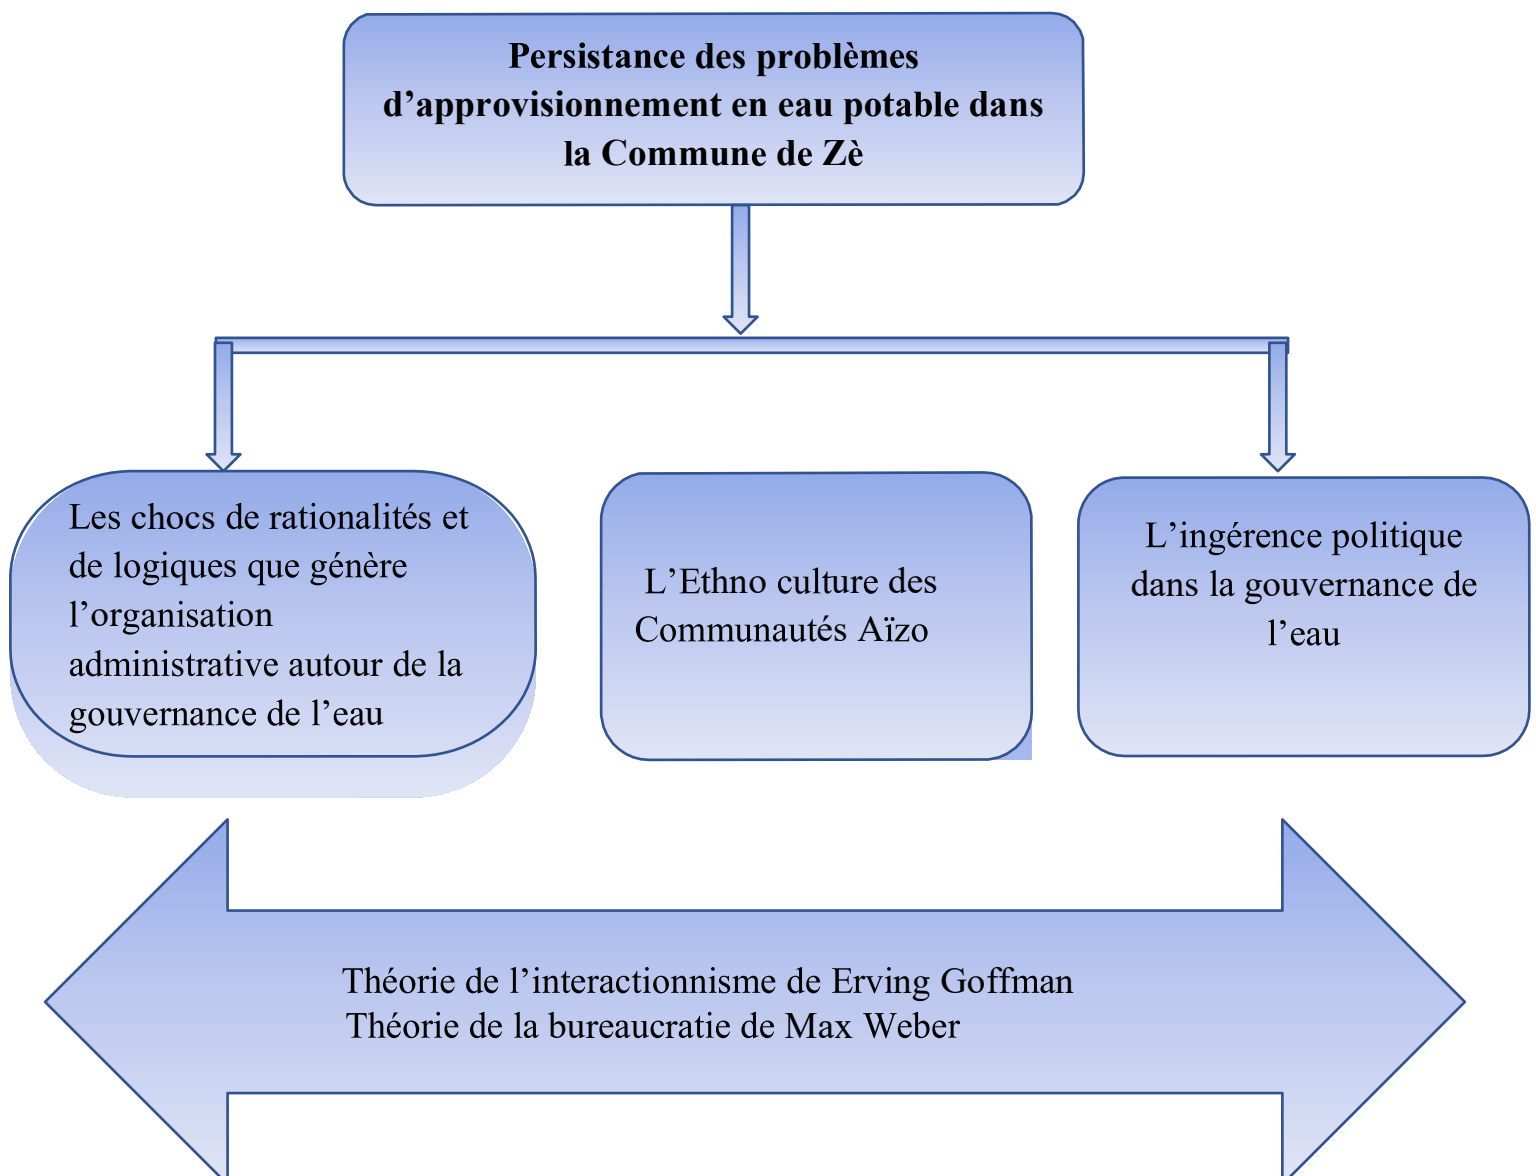 Persistance des problèmes
d’approvisionnement en eau potable dans
la Commune de Zè
Les chocs de rationalités et
de logiques que génère
l’organisation
administrative autour de la
gouvernance de l’eau
L’Ethno culture des
Communautés Aïzo
L’ingérence politique
dans la gouvernance de
l’eau
Théorie de l’interactionnisme de Erving Goffman
Théorie de la bureaucratie de Max Weber